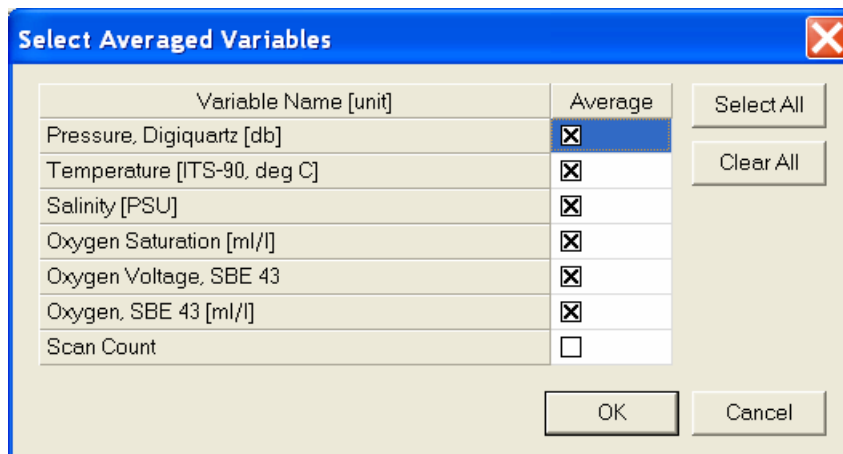 Select Averaged Variables
Variable Name [unit] Average
Pressure, Digiquartz [db]
Temperature [ITS-90, deg C]
Salinity [PSU]
Oxygen Saturation [ml/l]
Oxygen Voltage, SBE 43
Oxygen, SBE 43 [ml/l]
Scan Count
Select All
Clear All
OK Cancel